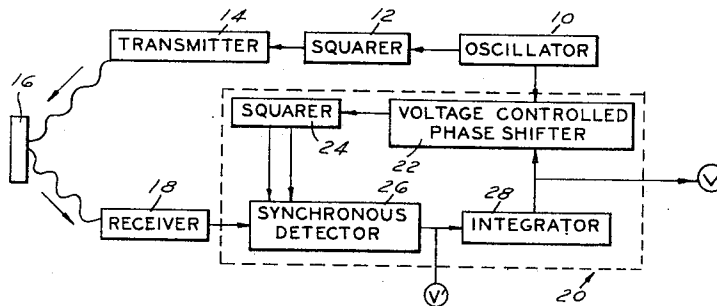 14
12
10
TRANSMITTER
SQUARER
OSCILLATOR
16
SQUARER
24
VOLTAGE CONTROLLED
PHASE SHIFTER
22
V
18
26
28
RECEIVER
SYNCHRONOUS
DETECTOR
INTEGRATOR
V'
20